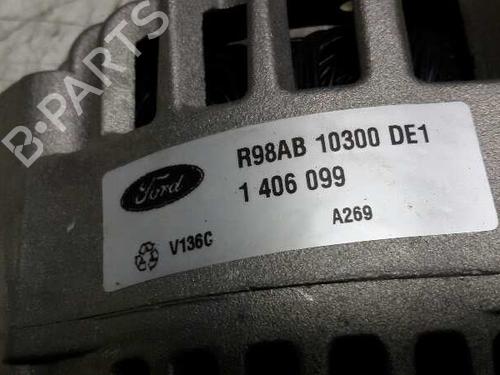 B-PARTS
Ford
R98AB 10300 DE1
1 406 099
A269
V136C